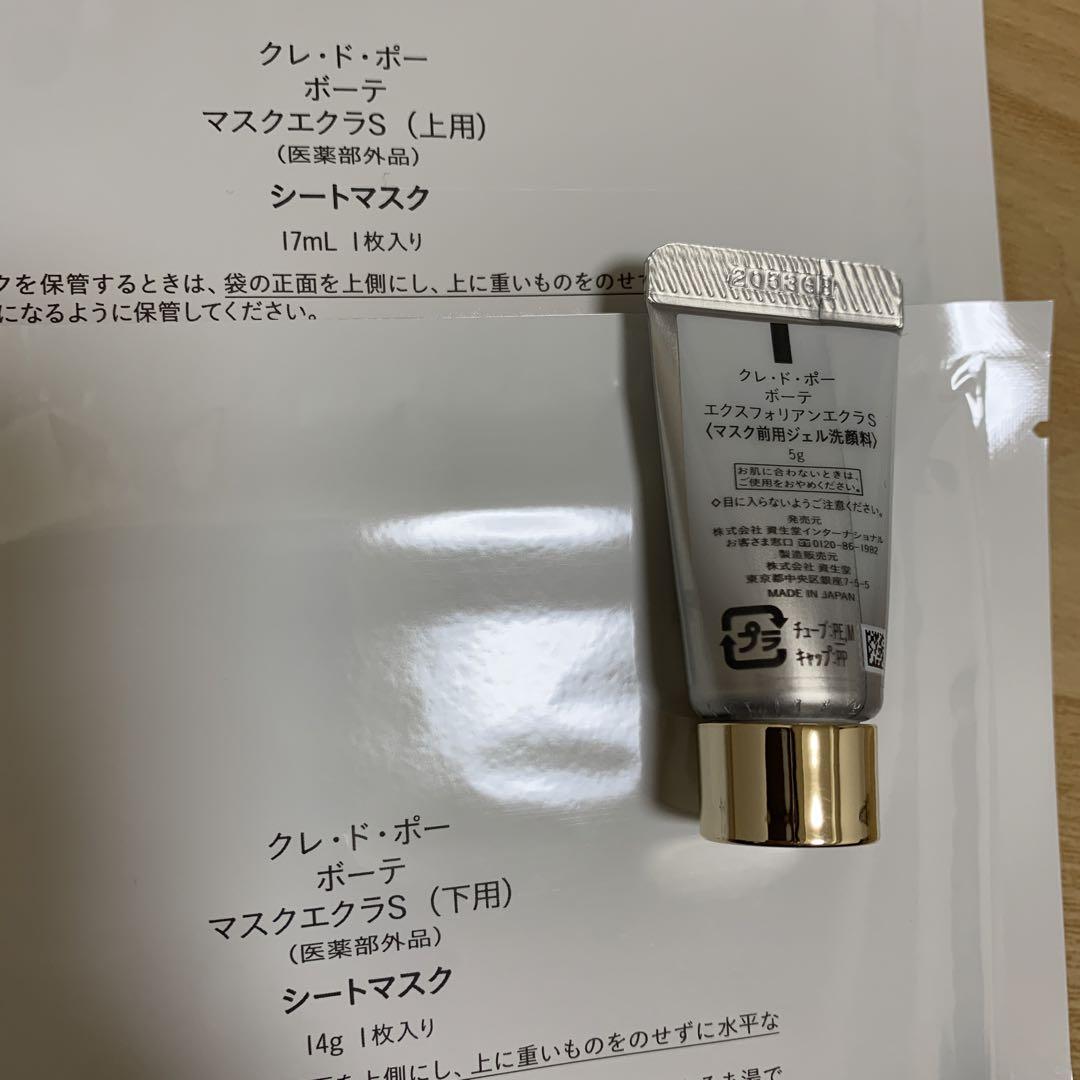 クレ・ド・ポー
ボーテ
マスクエクラS（上用）
（医薬部外品）
シートマスク
17mL 1枚入り
クを保管するときは、袋の正面を上側にし、上に重いものをのせ
になるように保管してください。
クレ・ド・ポー
ボーテ
エクスフォリアンエクラS
〈マスク前用ジェル洗顔料〉
5g
お肌に合わないときは、
ご使用をおやめください。
◇目に入らないようご注意ください。
発売元
株式会社 資生堂インターナショナル
お客さま窓口 0120-86-1982
製造販売元
株式会社 資生堂
東京都中央区銀座7-5-5
MADE IN JAPAN
プラ
チューブ:PE,M
キャップ:PP
クレ・ド・ポー
ボーテ
マスクエクラS（下用）
（医薬部外品）
シートマスク
14g 1枚入り
面を上側にし、上に重いものをのせずに水平な